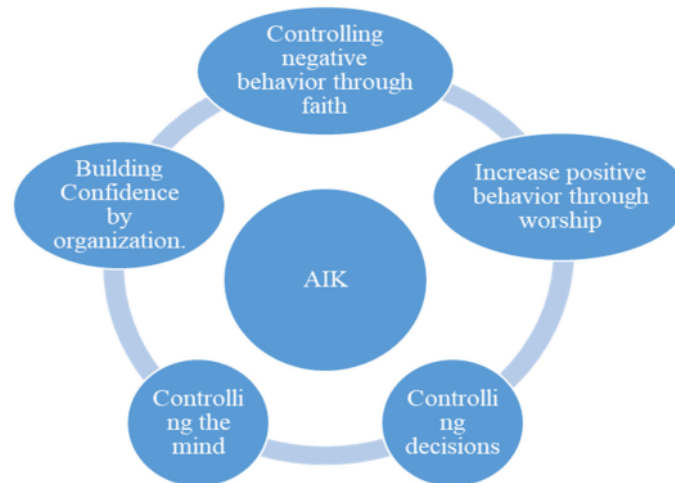 Controlling
negative
behavior through
faith
Increase positive
behavior through
worship
Controlli
ng
decisions
Controlli
ng the
mind
Building
Confidence
by
organization.
AIK